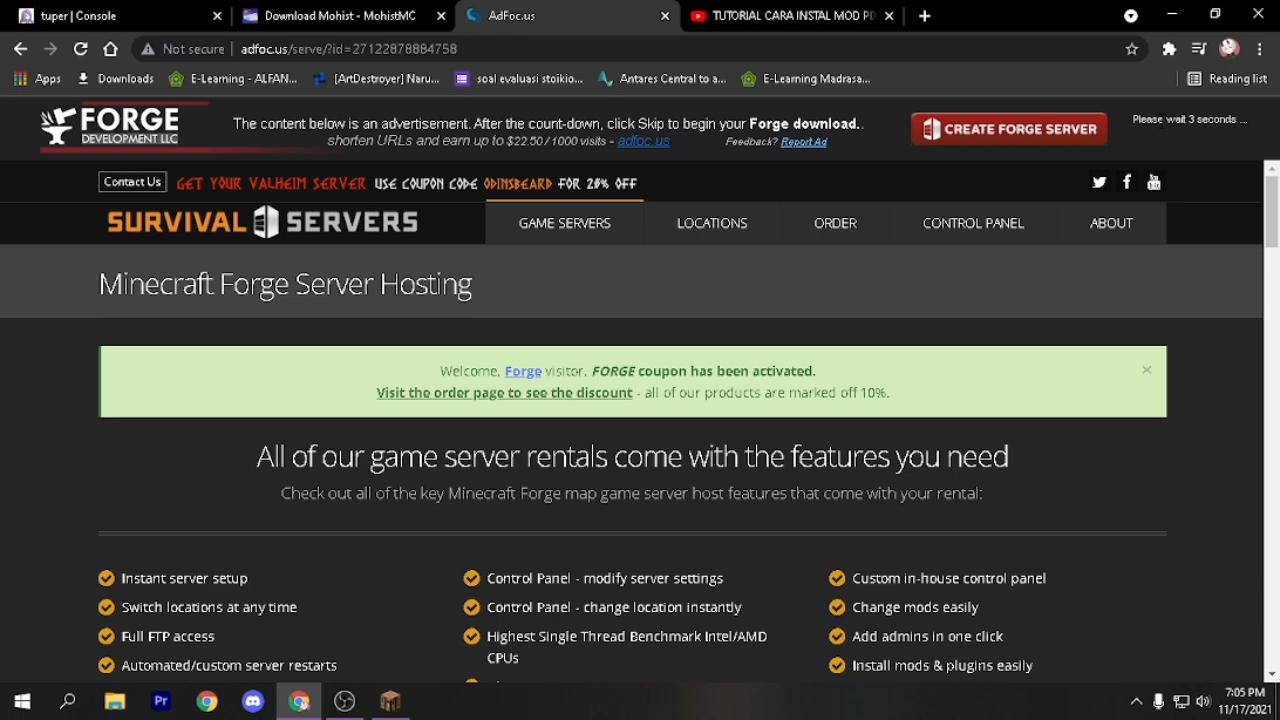 tuper | Console
Download Mohist - MohistMC
AdFoc.us
TUTORIAL CARA INSTAL MOD PD
Not secure
adfoc.us/serve/?id=27122878884758
Apps
Downloads
E-Learning - ALFAN...
[ArtDestroyer] Naru...
soal evaluasi stoikio...
Antares Central to a...
E-Learning Madrasa...
Reading list
FORGE
DEVELOPMENT LLC
The content below is an advertisement. After the count-down, click Skip to begin your Forge download..
shorten URLs and earn up to $22.50 / 1000 visits - adfoc.us
Feedback? Report Ad
CREATE FORGE SERVER
Please wait 3 seconds ...
Contact Us
GET YOUR VALHEIM SERVER USE COUPON CODE ODINSBEARD FOR 20% OFF
You
Tube
SURVIVAL SERVERS
GAME SERVERS
LOCATIONS
ORDER
CONTROL PANEL
ABOUT
Minecraft Forge Server Hosting
Welcome, Forge visitor. FORGE coupon has been activated.
Visit the order page to see the discount - all of our products are marked off 10%.
×
All of our game server rentals come with the features you need
Check out all of the key Minecraft Forge map game server host features that come with your rental:
Instant server setup
Switch locations at any time
Full FTP access
Automated/custom server restarts
Control Panel - modify server settings
Control Panel - change location instantly
Highest Single Thread Benchmark Intel/AMD
CPUs
Custom in-house control panel
Change mods easily
Add admins in one click
Install mods & plugins easily
Pr
7:05 PM
11/17/2021